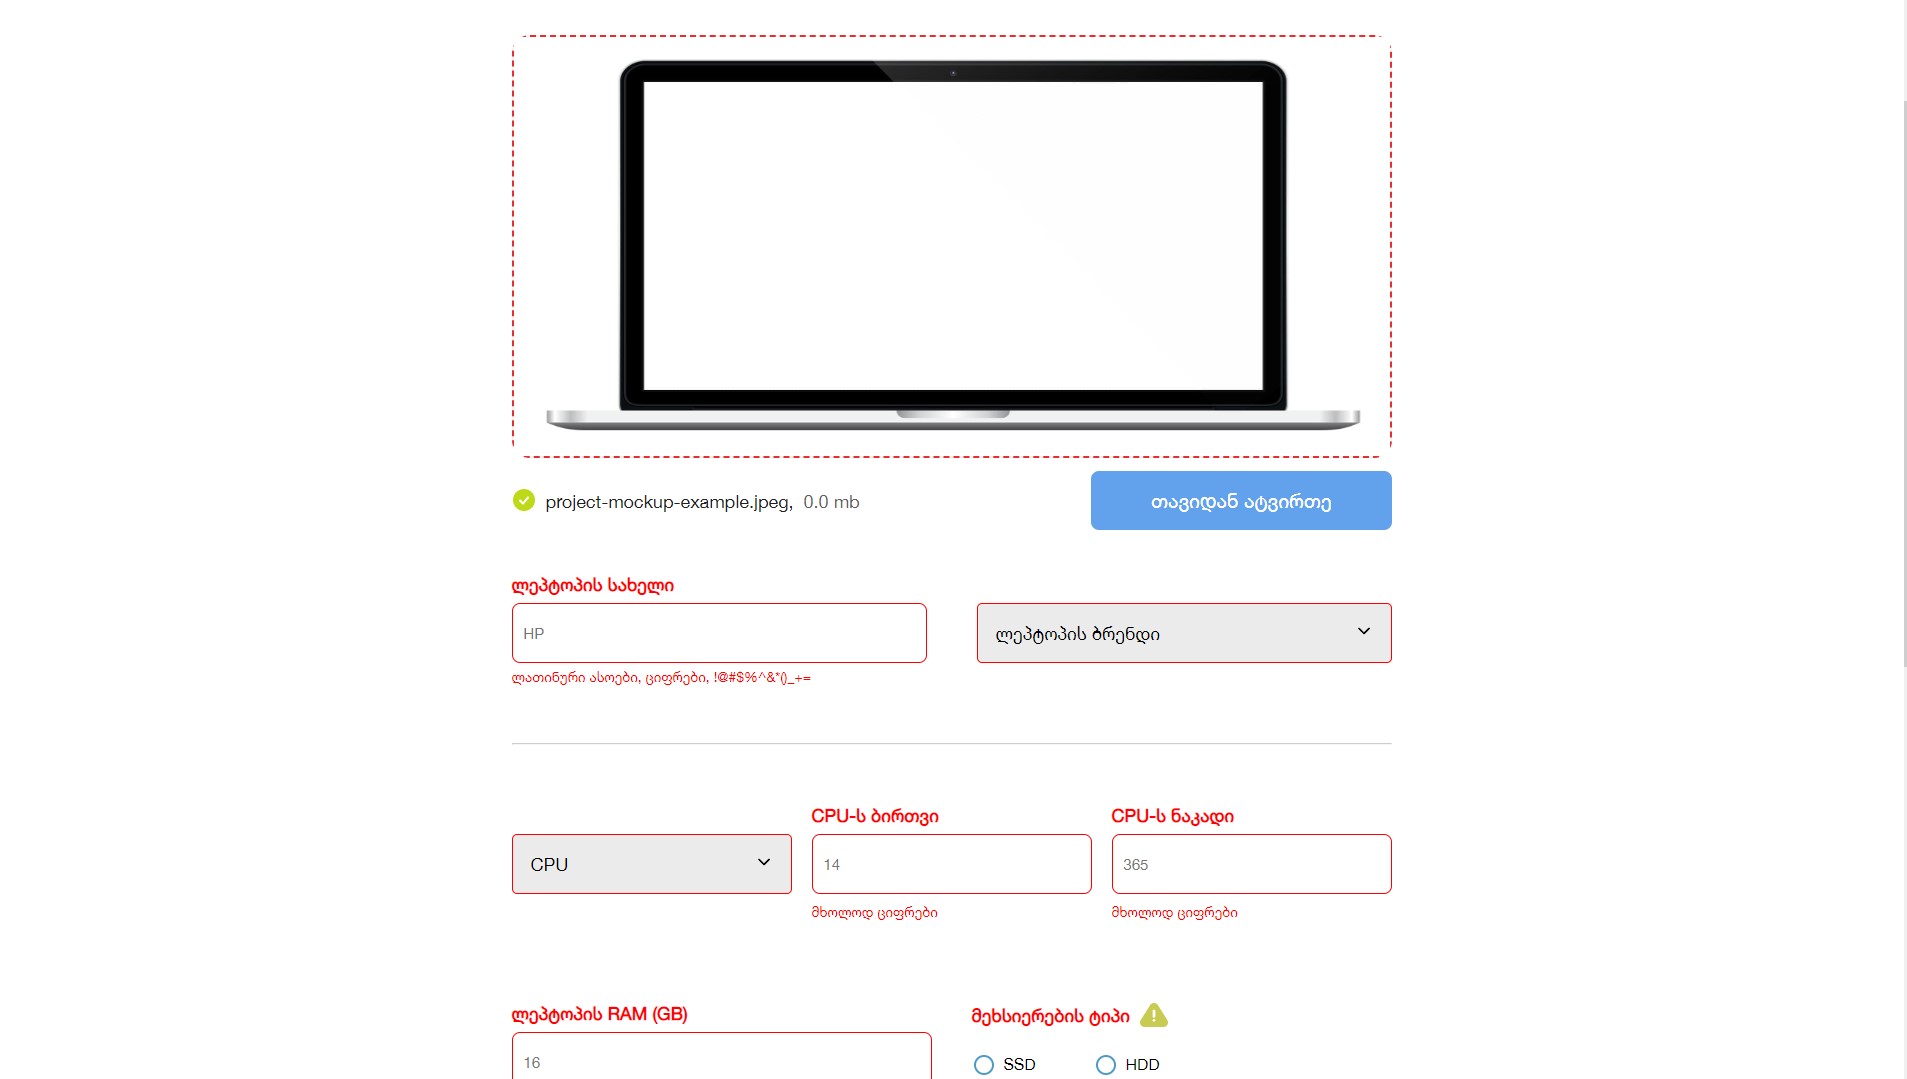 project-mockup-example.jpeg, 0.0 mb
თავიდან ატვირთე
ლეპტოპის სახელი
HP
ლეპტოპის ბრენდი
ლათინური ასოები, ციფრები, !@#$%^&*()_+=
CPU
CPU-ს ბირთვი
14
მხოლოდ ციფრები
CPU-ს ნაკადი
365
მხოლოდ ციფრები
ლეპტოპის RAM (GB)
16
მეხსიერების ტიპი
SSD
HDD